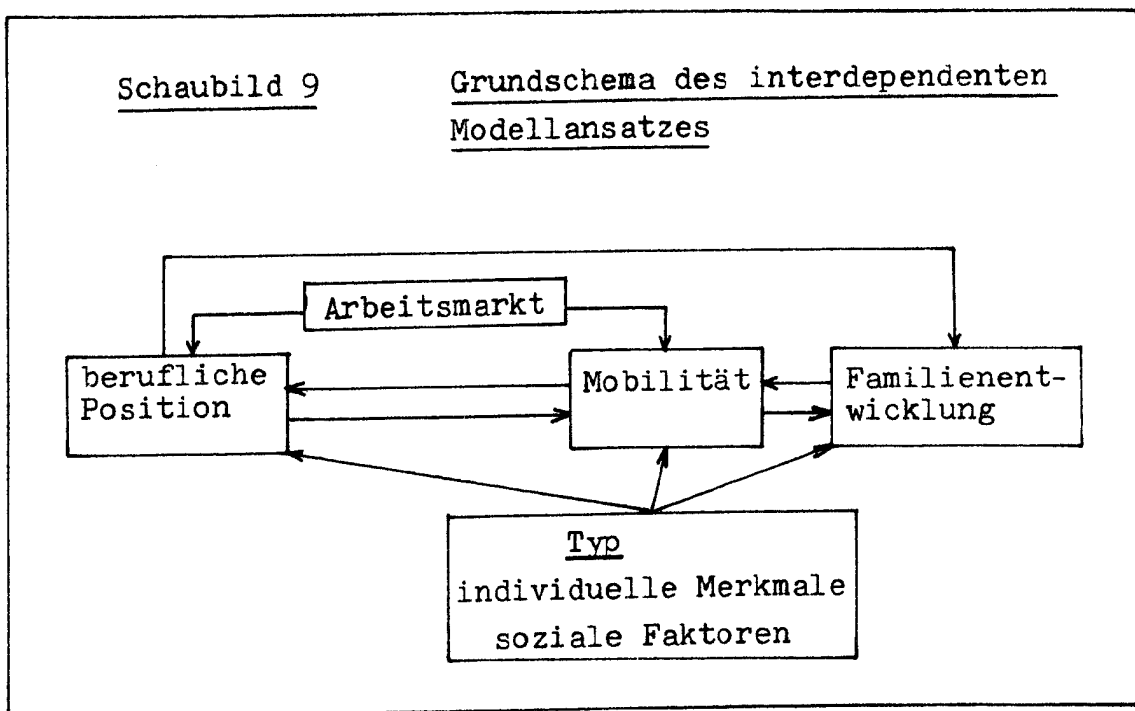 Schaubild 9
Grundschema des interdependenten
Modellansatzes
Arbeitsmarkt
berufliche
Position
Mobilität
Familienent-
wicklung
Typ
individuelle Merkmale
soziale Faktoren